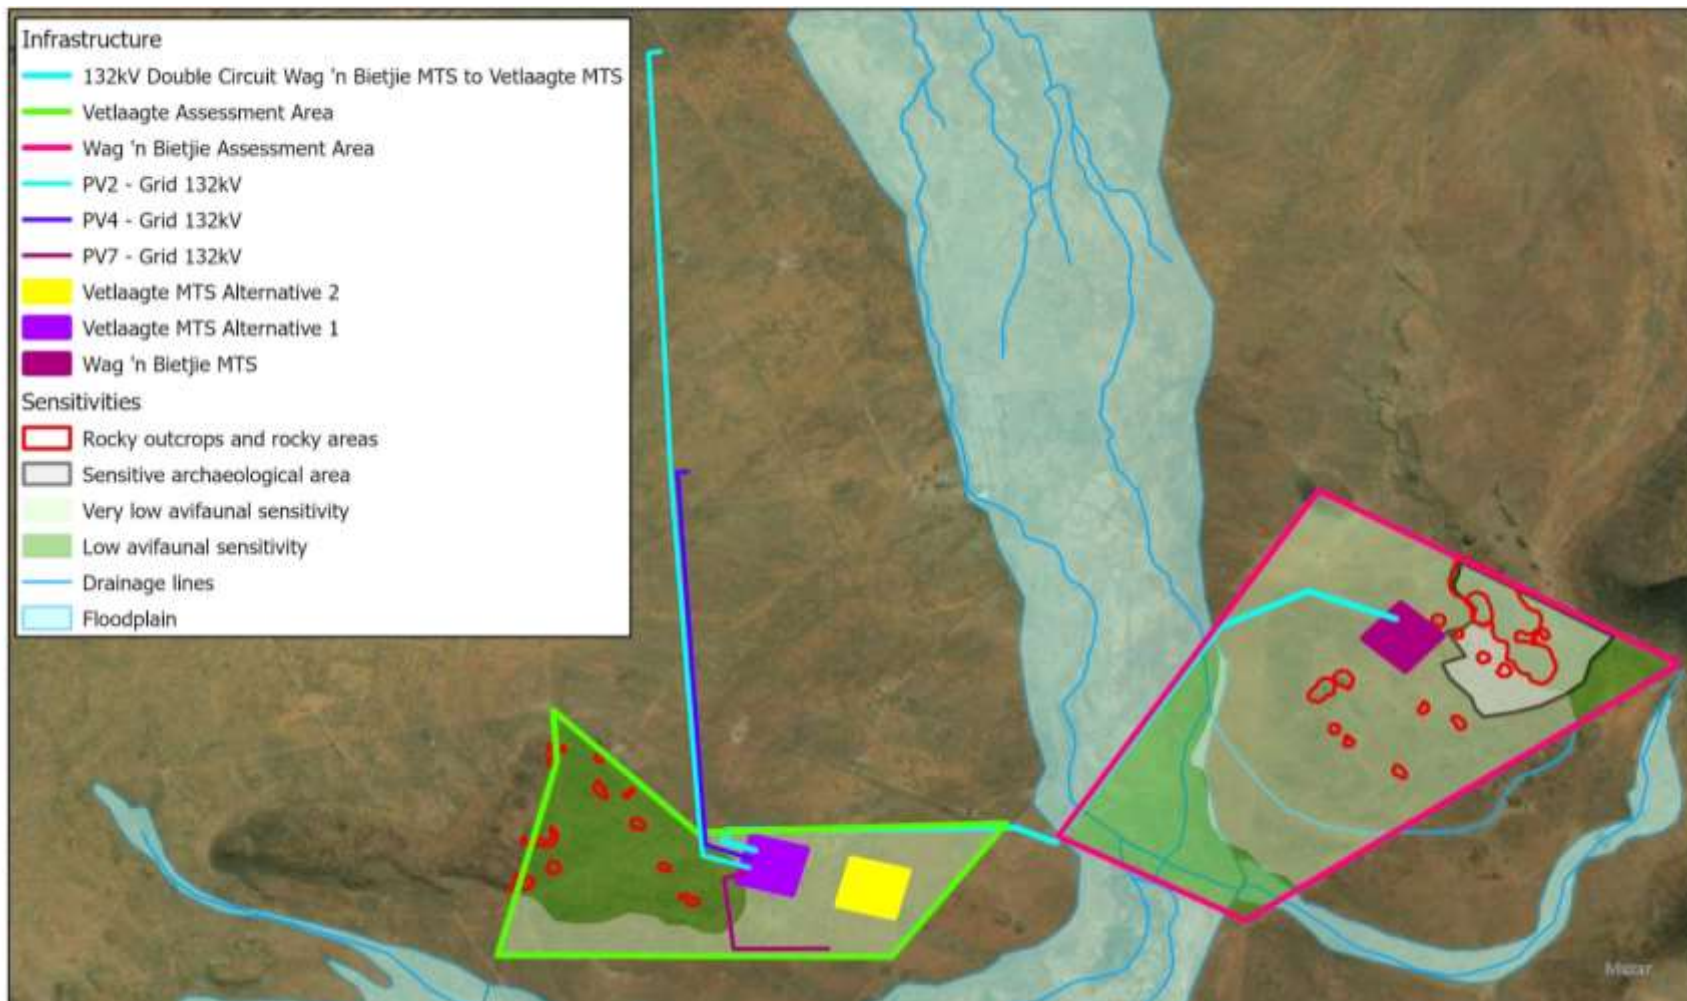 Infrastructure
132kV Double Circuit Wag 'n Bietjie MTS to Vetlaagte MTS
Vetlaagte Assessment Area
Wag 'n Bietjie Assessment Area
PV2 - Grid 132kV
PV4 - Grid 132kV
PV7 - Grid 132kV
Vetlaagte MTS Alternative 2
Vetlaagte MTS Alternative 1
Wag 'n Bietjie MTS
Sensitivities
Rocky outcrops and rocky areas
Sensitive archaeological area
Very low avifaunal sensitivity
Low avifaunal sensitivity
Drainage lines
Floodplain